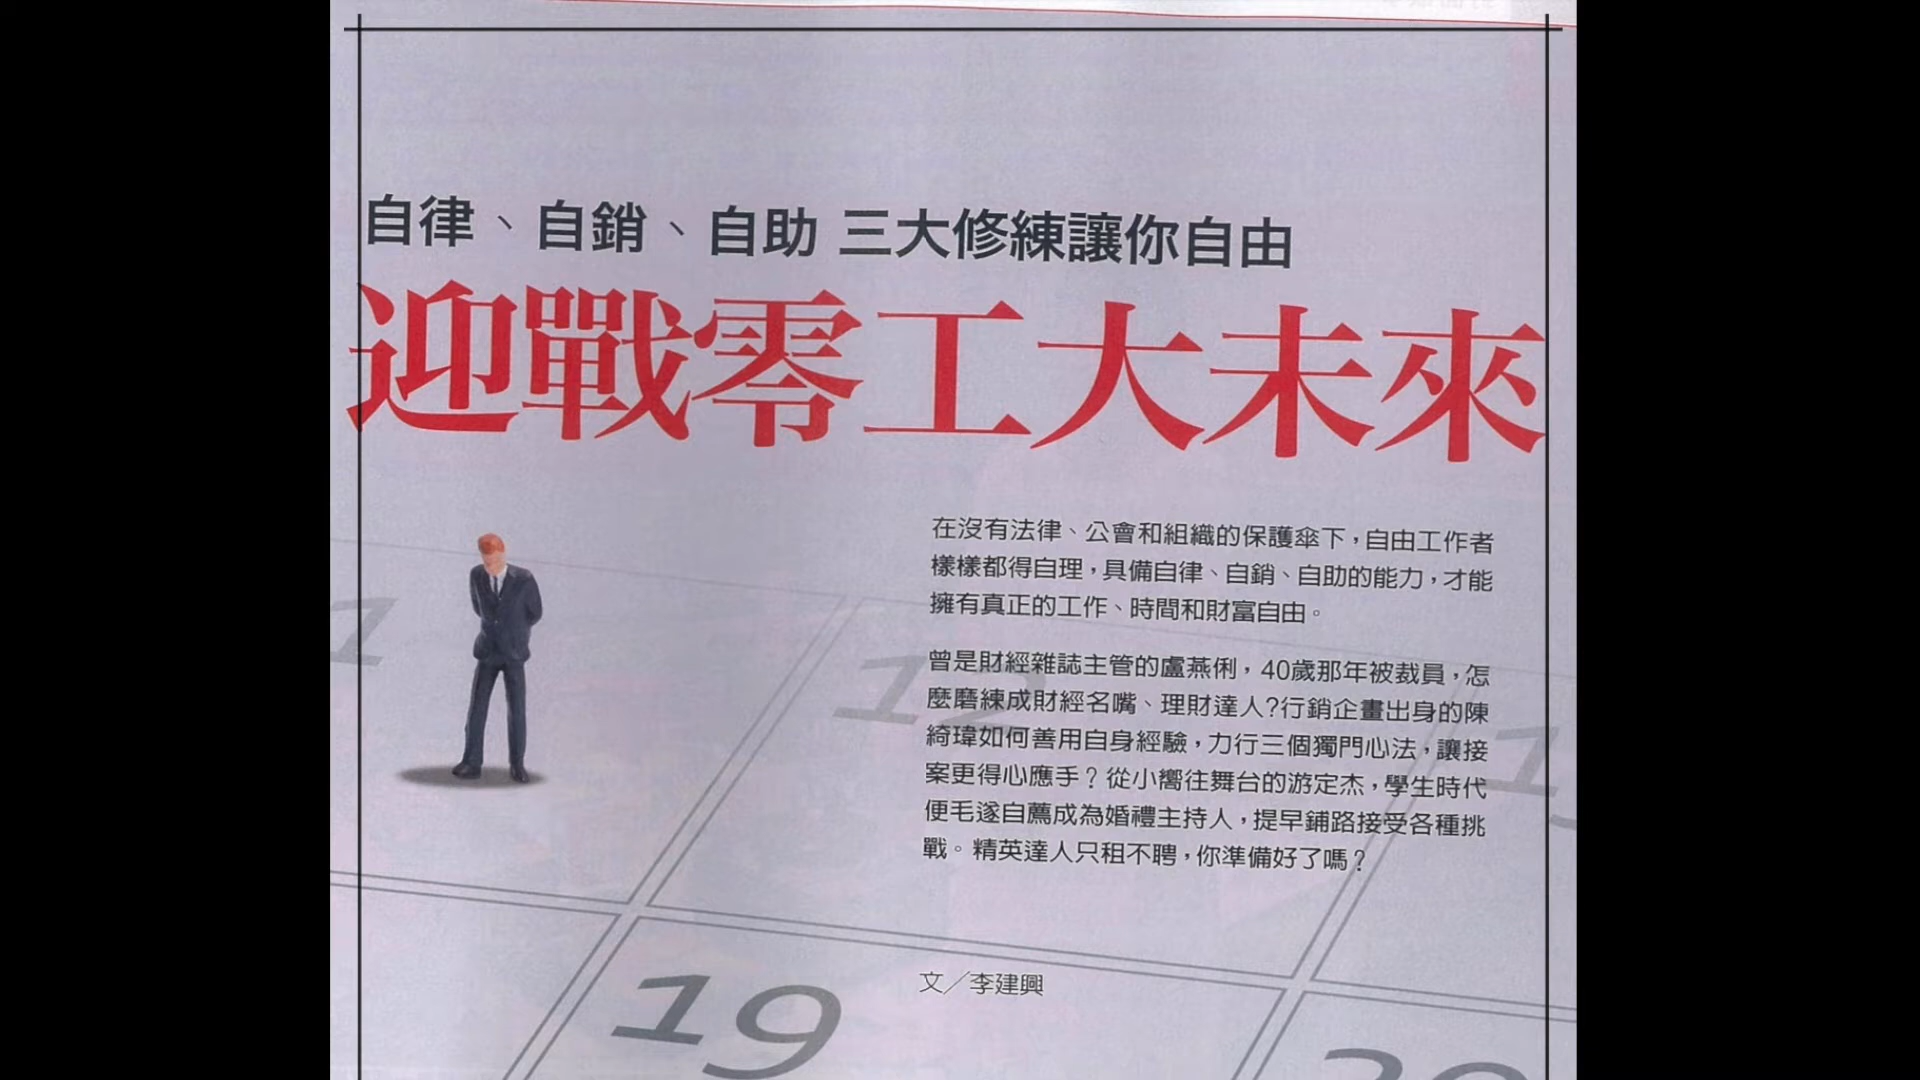 自律、自銷、自助 三大修練讓你自由
迎戰零工大未來
在沒有法律、公會和組織的保護傘下，自由工作者
樣樣都得自理，具備自律、自銷、自助的能力，才能
擁有真正的工作、時間和財富自由。
曾是財經雜誌主管的盧燕俐，40歲那年被裁員，怎
麼磨練成財經名嘴、理財達人?行銷企畫出身的陳
綺瑋如何善用自身經驗，力行三個獨門心法，讓接
案更得心應手？從小嚮往舞台的游定杰，學生時代
便毛遂自薦成為婚禮主持人，提早鋪路接受各種挑
戰。精英達人只租不聘，你準備好了嗎？
文／李建興
12
19